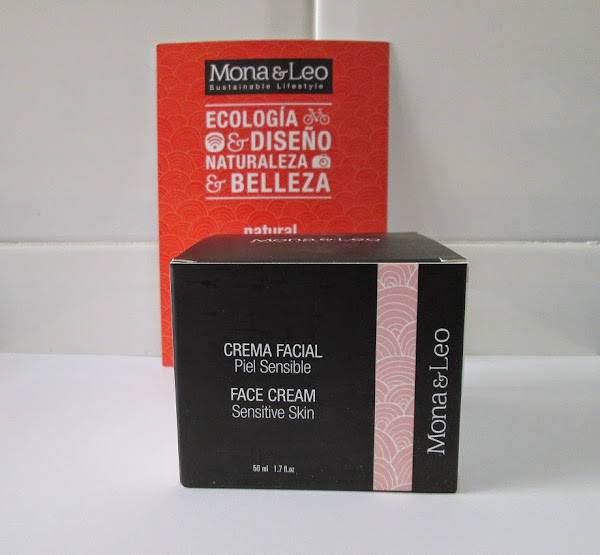 Mona&Leo
Sustainable Lifestyle
ECOLOGÍA
& DISEÑO
NATURALEZA
& BELLEZA
natural
Mona&Leo
CREMA FACIAL
Piel Sensible
FACE CREAM
Sensitive Skin
50 ml 1.7 fl.oz
Mona&Leo